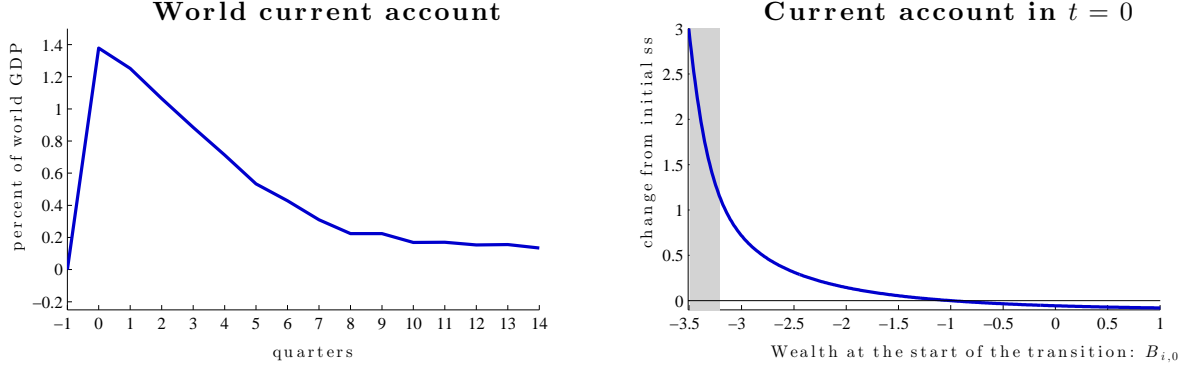 World current account
percent of world GDP
1.4
1.2
1
0.8
0.6
0.4
0.2
0
−0.2
−1 0 1 2 3 4 5 6 7 8 9 10 11 12 13 14
quarters
Current account in t = 0
change from initial ss
3
2.5
2
1.5
1
0.5
0
−3.5 −3 −2.5 −2 −1.5 −1 −0.5 0 0.5 1
Wealth at the start of the transition: B_{i,0}